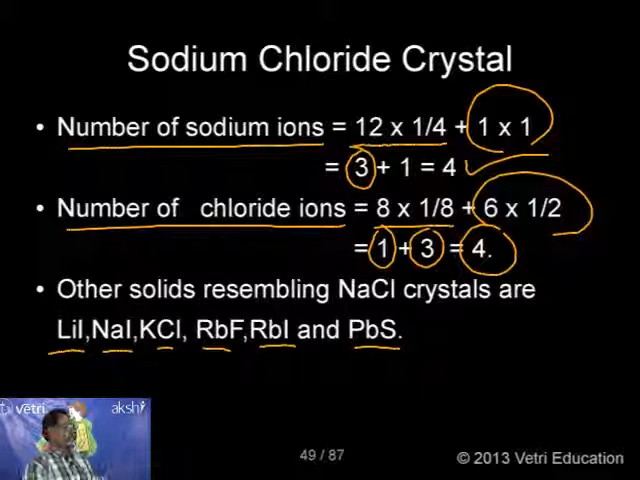 Sodium Chloride Crystal
• Number of sodium ions = 12 x 1/4 + 1 x 1
= 3 + 1 = 4
• Number of chloride ions = 8 x 1/8 + 6 x 1/2
= 1 + 3 = 4.
• Other solids resembling NaCl crystals are
LiI,NaI,KCl, RbF,RbI and PbS.
vetri akshi
49 / 87
© 2013 Vetri Education